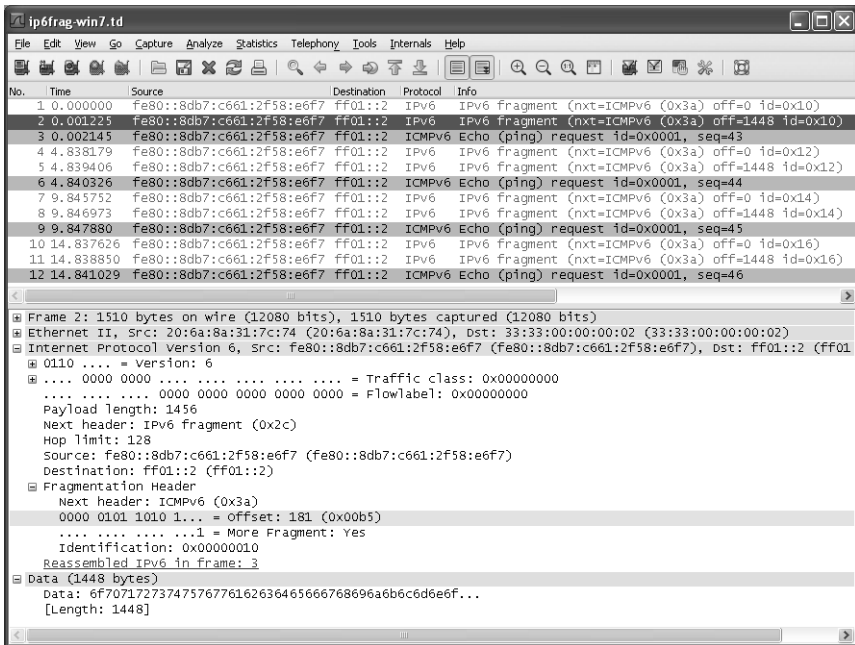 ip6frag-win7.td
File Edit View Go Capture Analyze Statistics Telephony Tools Internals Help
No. Time Source Destination Protocol Info
1 0.000000 fe80::8db7:c661:2f58:e6f7 ff01::2 IPv6 IPv6 fragment (nxt=ICMPv6 (0x3a) off=0 id=0x10)
2 0.001225 fe80::8db7:c661:2f58:e6f7 ff01::2 IPv6 IPv6 fragment (nxt=ICMPv6 (0x3a) off=1448 id=0x10)
3 0.002145 fe80::8db7:c661:2f58:e6f7 ff01::2 ICMPv6 Echo (ping) request id=0x0001, seq=43
4 4.838179 fe80::8db7:c661:2f58:e6f7 ff01::2 IPv6 IPv6 fragment (nxt=ICMPv6 (0x3a) off=0 id=0x12)
5 4.839406 fe80::8db7:c661:2f58:e6f7 ff01::2 IPv6 IPv6 fragment (nxt=ICMPv6 (0x3a) off=1448 id=0x12)
6 4.840326 fe80::8db7:c661:2f58:e6f7 ff01::2 ICMPv6 Echo (ping) request id=0x0001, seq=44
7 9.845752 fe80::8db7:c661:2f58:e6f7 ff01::2 IPv6 IPv6 fragment (nxt=ICMPv6 (0x3a) off=0 id=0x14)
8 9.846973 fe80::8db7:c661:2f58:e6f7 ff01::2 IPv6 IPv6 fragment (nxt=ICMPv6 (0x3a) off=1448 id=0x14)
9 9.847880 fe80::8db7:c661:2f58:e6f7 ff01::2 ICMPv6 Echo (ping) request id=0x0001, seq=45
10 14.837626 fe80::8db7:c661:2f58:e6f7 ff01::2 IPv6 IPv6 fragment (nxt=ICMPv6 (0x3a) off=0 id=0x16)
11 14.838850 fe80::8db7:c661:2f58:e6f7 ff01::2 IPv6 IPv6 fragment (nxt=ICMPv6 (0x3a) off=1448 id=0x16)
12 14.841029 fe80::8db7:c661:2f58:e6f7 ff01::2 ICMPv6 Echo (ping) request id=0x0001, seq=46
Frame 2: 1510 bytes on wire (12080 bits), 1510 bytes captured (12080 bits)
Ethernet II, Src: 20:6a:8a:31:7c:74 (20:6a:8a:31:7c:74), Dst: 33:33:00:00:00:02 (33:33:00:00:00:02)
Internet Protocol Version 6, Src: fe80::8db7:c661:2f58:e6f7 (fe80::8db7:c661:2f58:e6f7), Dst: ff01::2 (ff01
0110 .... = Version: 6
.... 0000 0000 .... .... .... .... .... = Traffic class: 0x00000000
.... .... .... 0000 0000 0000 0000 0000 = Flowlabel: 0x00000000
Payload length: 1456
Next header: IPv6 fragment (0x2c)
Hop limit: 128
Source: fe80::8db7:c661:2f58:e6f7 (fe80::8db7:c661:2f58:e6f7)
Destination: ff01::2 (ff01::2)
Fragmentation Header
Next header: ICMPv6 (0x3a)
0000 0101 1010 1... = Offset: 181 (0x00b5)
.... .... .... ...1 = More Fragment: Yes
Identification: 0x00000010
Reassembled IPv6 in frame: 3
Data (1448 bytes)
Data: 6f70717273747576776162636465666768696a6b6c6d6e6f...
[Length: 1448]